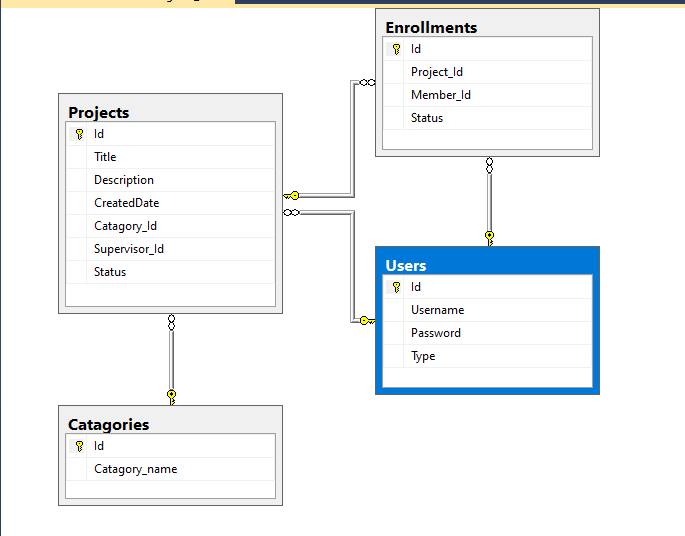 Enrollments
Id
Project_Id
Member_Id
Status
Projects
Id
Title
Description
CreatedDate
Catagory_Id
Supervisor_Id
Status
Users
Id
Username
Password
Type
Catagories
Id
Catagory_name